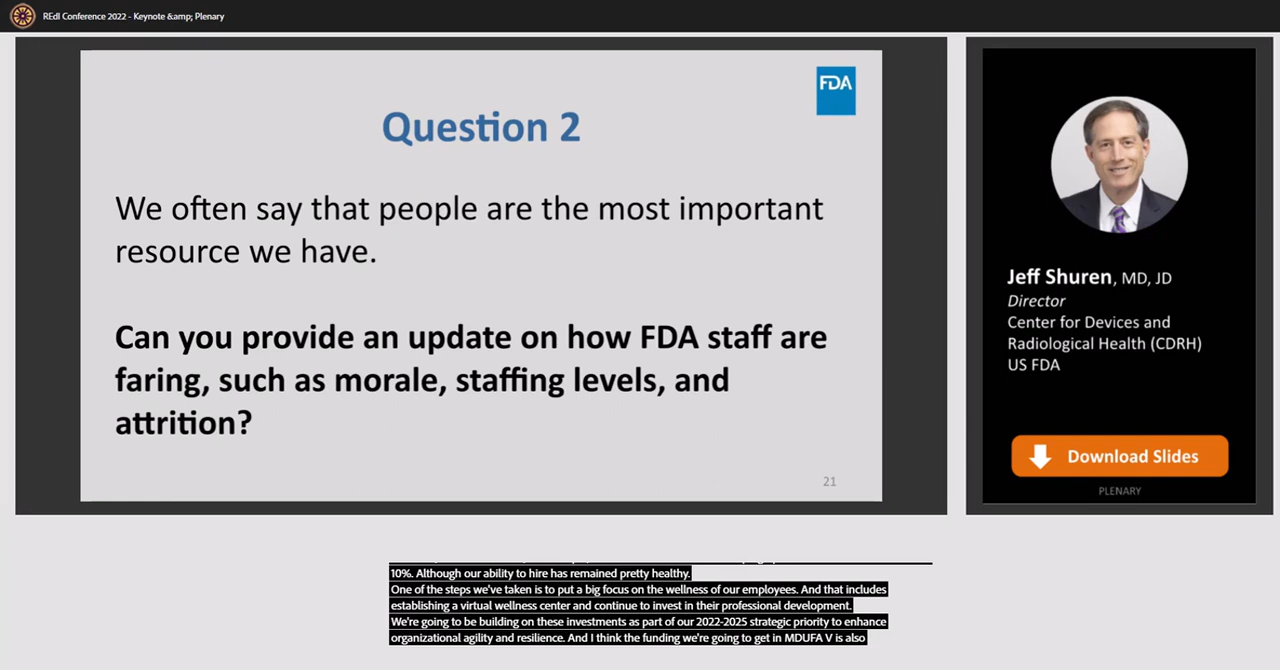 REdI Conference 2022 - Keynote &amp; Plenary
FDA
Question 2
We often say that people are the most important
resource we have.
Can you provide an update on how FDA staff are
faring, such as morale, staffing levels, and
attrition?
21
Jeff Shuren, MD, JD
Director
Center for Devices and
Radiological Health (CDRH)
US FDA
Download Slides
PLENARY
10%. Although our ability to hire has remained pretty healthy.
One of the steps we've taken is to put a big focus on the wellness of our employees. And that includes
establishing a virtual wellness center and continue to invest in their professional development.
We're going to be building on these investments as part of our 2022-2025 strategic priority to enhance
organizational agility and resilience. And I think the funding we're going to get in MDUFA V is also